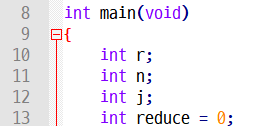 8 int main(void)
9 {
10 int r;
11 int n;
12 int j;
13 int reduce = 0;